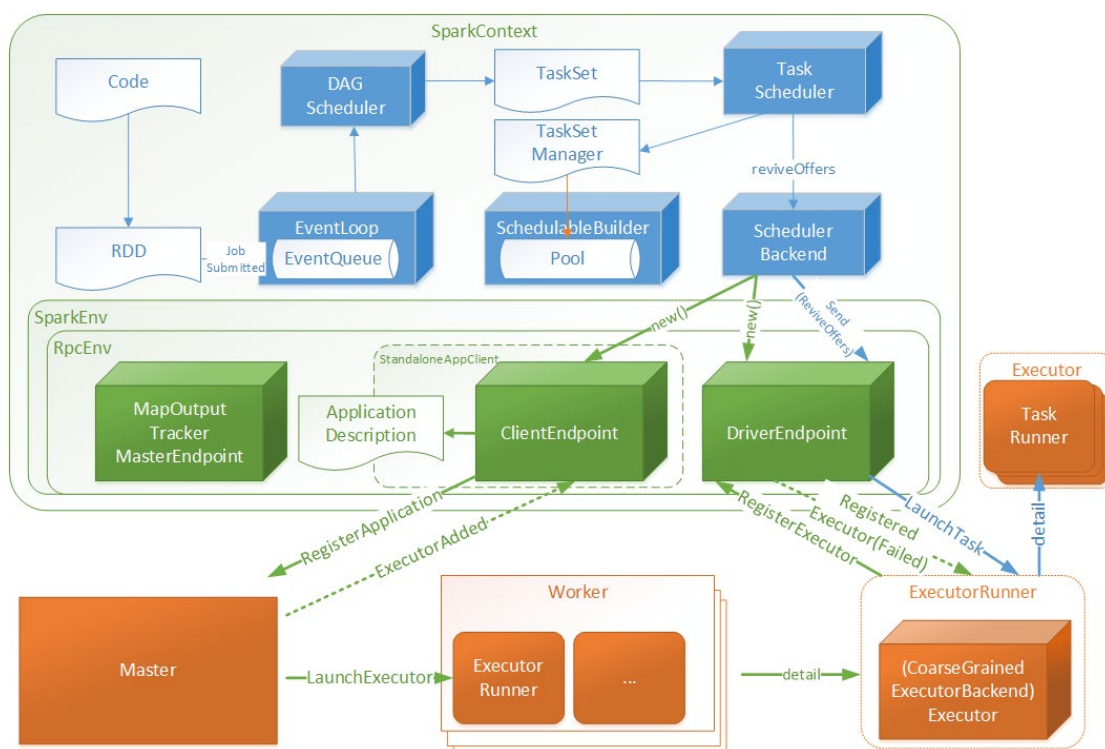 SparkContext
Code
DAG
Scheduler
TaskSet
Task
Scheduler
TaskSet
Manager
reviveOffers
RDD
Job
Submitted
EventLoop
EventQueue
SchedulableBuilder
Pool
Scheduler
Backend
new()
new()
Send
(ReviveOffers)
SparkEnv
RpcEnv
StandaloneAppClient
MapOutput
Tracker
MasterEndpoint
Application
Description
ClientEndpoint
DriverEndpoint
Executor
Task
Runner
RegisterApplication
ExecutorAdded
RegisterExecutor
Registered
Executor(Failed)
LaunchTask
detail
Master
LaunchExecutor
Worker
Executor
Runner
...
detail
ExecutorRunner
(CoarseGrained
ExecutorBackend)
Executor